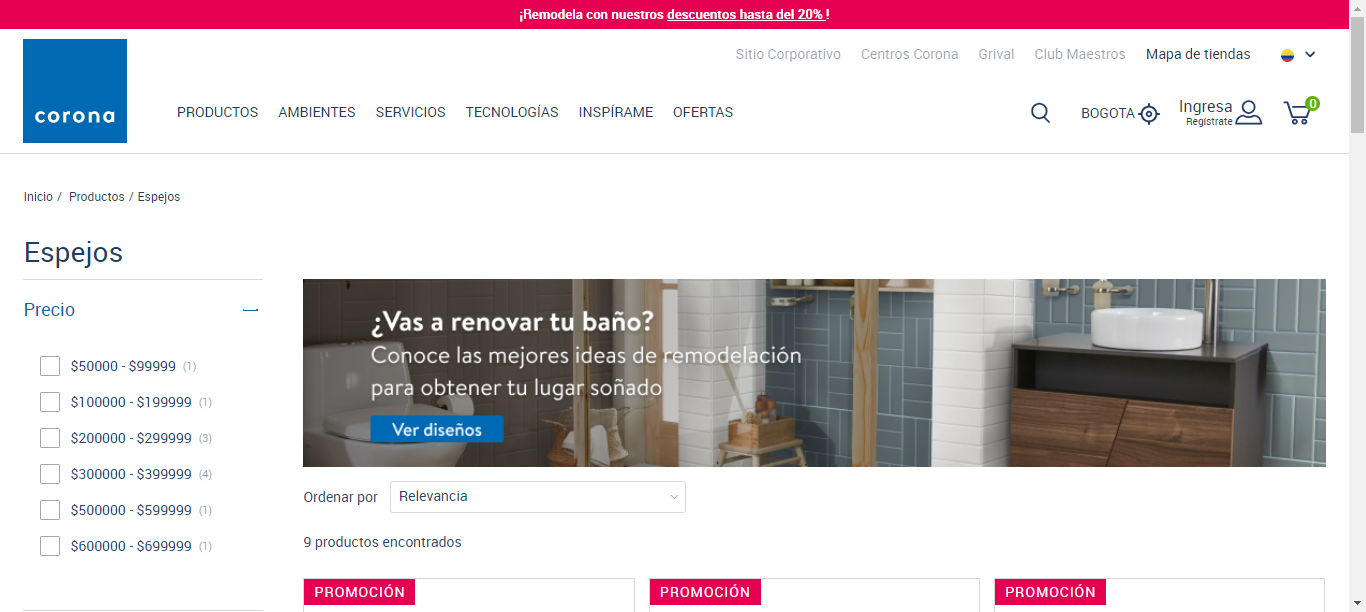 ¡Remodela con nuestros descuentos hasta del 20% !
Sitio Corporativo Centros Corona Grival Club Maestros Mapa de tiendas
corona
PRODUCTOS AMBIENTES SERVICIOS TECNOLOGÍAS INSPÍRAME OFERTAS
BOGOTA
Ingresa
Regístrate
0
Inicio / Productos / Espejos
Espejos
Precio
$50000 - $99999 (1)
$100000 - $199999 (1)
$200000 - $299999 (3)
$300000 - $399999 (4)
$500000 - $599999 (1)
$600000 - $699999 (1)
¿Vas a renovar tu baño?
Conoce las mejores ideas de remodelación
para obtener tu lugar soñado
Ver diseños
Ordenar por Relevancia
9 productos encontrados
PROMOCIÓN PROMOCIÓN PROMOCIÓN